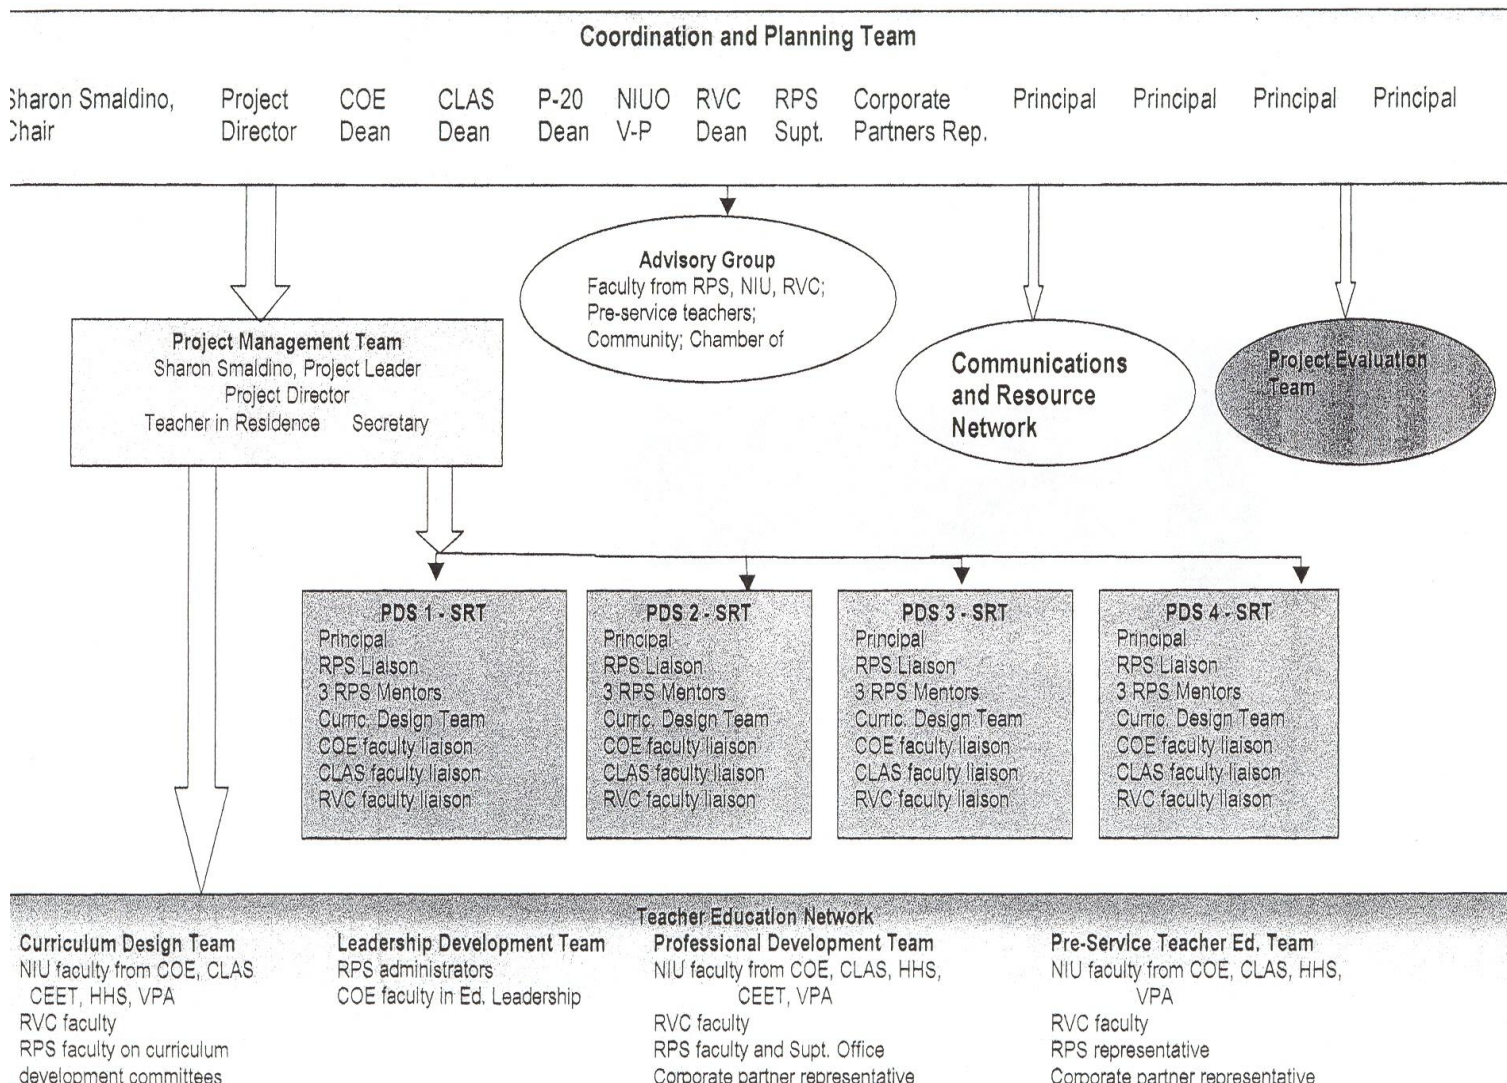 Coordination and Planning Team
Sharon Smaldino, Chair
Project Director
COE Dean
CLAS Dean
P-20 Dean
NIUO V-P
RVC Dean
RPS Supt.
Corporate Partners Rep.
Principal
Principal
Principal
Principal
Advisory Group
Faculty from RPS, NIU, RVC;
Pre-service teachers;
Community; Chamber of
Project Management Team
Sharon Smaldino, Project Leader
Project Director
Teacher in Residence Secretary
Communications
and Resource
Network
Project Evaluation
Team
PDS 1 - SRT
Principal
RPS Liaison
3 RPS Mentors
Curric. Design Team
COE faculty liaison
CLAS faculty liaison
RVC faculty liaison
PDS 2 - SRT
Principal
RPS Liaison
3 RPS Mentors
Curric. Design Team
COE faculty liaison
CLAS faculty liaison
RVC faculty liaison
PDS 3 - SRT
Principal
RPS Liaison
3 RPS Mentors
Curric. Design Team
COE faculty liaison
CLAS faculty liaison
RVC faculty liaison
PDS 4 - SRT
Principal
RPS Liaison
3 RPS Mentors
Curric. Design Team
COE faculty liaison
CLAS faculty liaison
RVC faculty liaison
Teacher Education Network
Curriculum Design Team
NIU faculty from COE, CLAS
CEET, HHS, VPA
RVC faculty
RPS faculty on curriculum
development committees
Leadership Development Team
RPS administrators
COE faculty in Ed. Leadership
Professional Development Team
NIU faculty from COE, CLAS, HHS,
CEET, VPA
RVC faculty
RPS faculty and Supt. Office
Corporate partner representative
Pre-Service Teacher Ed. Team
NIU faculty from COE, CLAS, HHS,
VPA
RVC faculty
RPS representative
Corporate partner representative